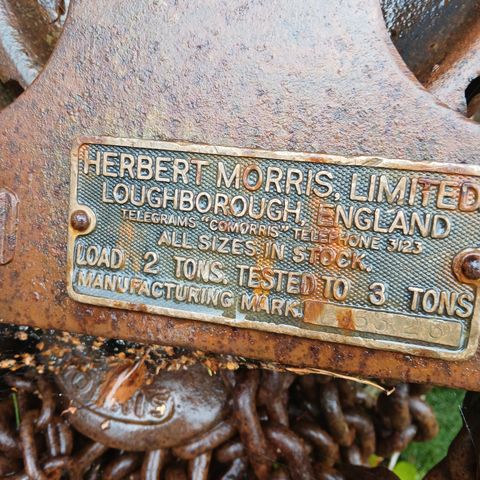 HERBERT MORRIS, LIMITED
LOUGHBOROUGH, ENGLAND
TELEGRAMS "COMORRIS" TELEPHONE 3123
ALL SIZES IN STOCK.
LOAD 2 TONS. TESTED TO 3 TONS
MANUFACTURING MARK.